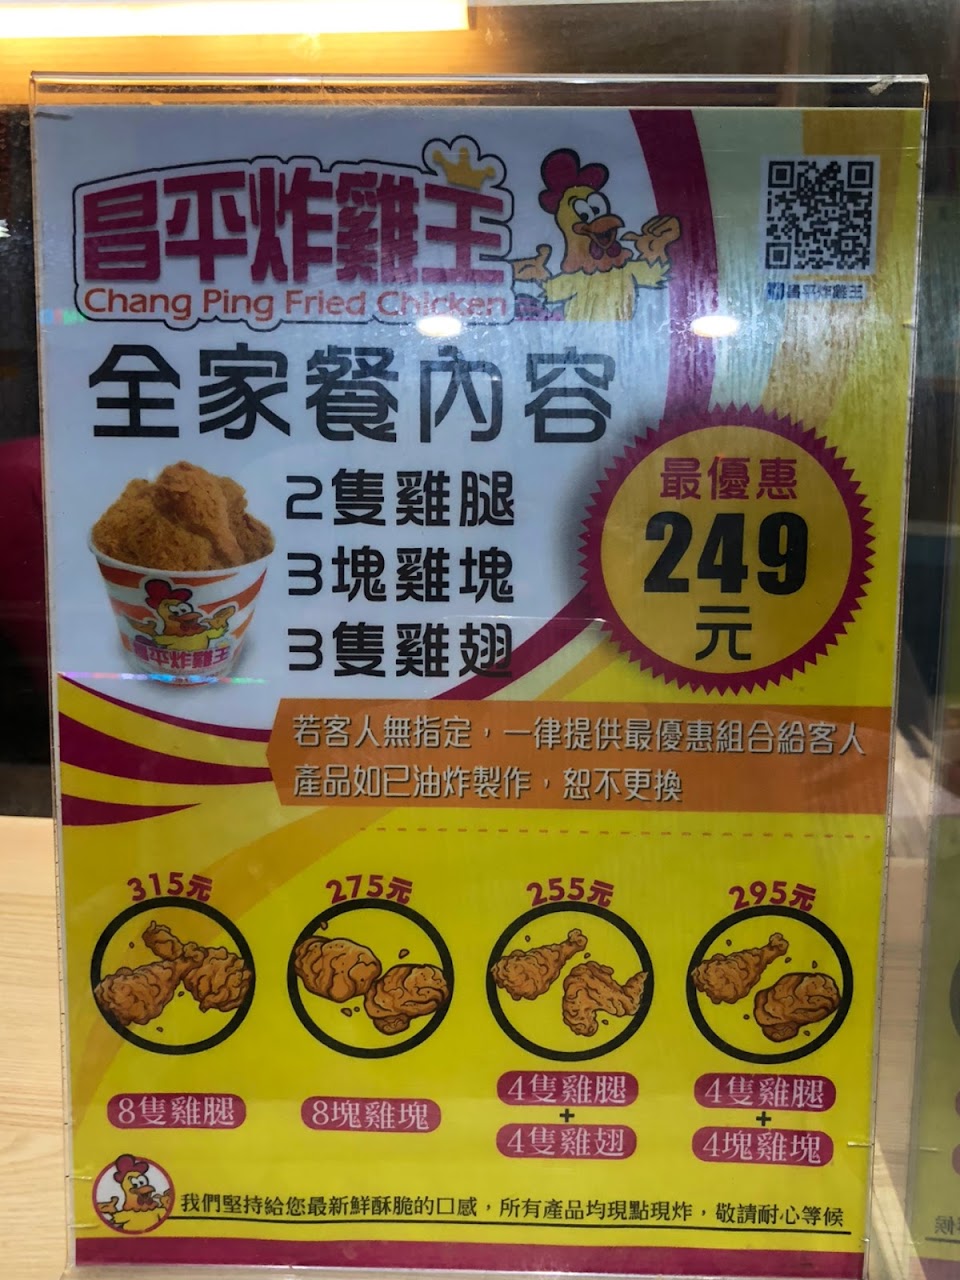 昌平炸雞王
Chang Ping Fried Chicken
昌平炸雞王
全家餐內容
2隻雞腿
3塊雞塊
3隻雞翅
最優惠
249
元
昌平炸雞王
若客人無指定，一律提供最優惠組合給客人
產品如已油炸製作，恕不更換
315元
275元
255元
295元
8隻雞腿
8塊雞塊
4隻雞腿
+
4隻雞翅
4隻雞腿
+
4塊雞塊
我們堅持給您最新鮮酥脆的口感，所有產品均現點現炸，敬請耐心等候